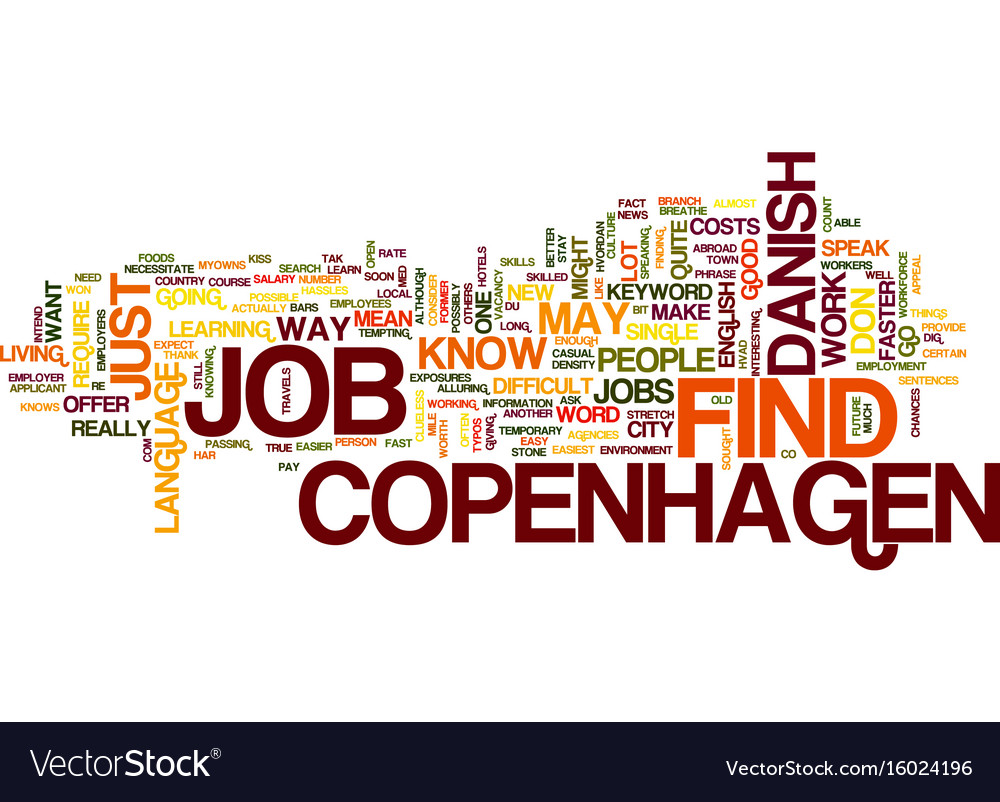 DANISH
FACT
BRANCH
ALMOST
NEWS
BREATHE
COUNT
ABLE
COSTS
CULTURE
HVORDAN
LOT
SPEAKING
FINDING
QUITE
BETTER
STAY
MIGHT
LIKE
ABROAD
TOWN
PHRASE
GOOD
SPEAK
WORKERS
WELL
WORKFORCE
APPEAL
OPEN
RATE
TAK
LEARN
KISS
SEARCH
FOODS
MYOWNS
NECESSITATE
COUNTRY
COURSE
SALARY
NUMBER
HASSLES
SOON
MED
LOCAL
ALTHOUGH
CONSIDER
FORMER
POSSIBLY
OTHERS
HOTELS
ONE
VACANCY
SKILLS
SKILLED
NEW
KEYWORD
NEED
WON
WANT
INTEND
GOING
POSSIBLE
ACTUALLY
BARS
EMPLOYEES
DU
LONG
MAY
BIT
MAKE
ENGLISH
HYAD
INTERESTING
WORK
DON
FASTER
GO
THINGS
PROVIDE
DIG
CERTAIN
JUST
LEARNING
WAY
MEAN
TEMPTING
SINGLE
ENOUGH
CASUAL
DENSITY
PEOPLE
EMPLOYMENT
SENTENCES
LIVING
REQUIRE
EMPLOYERS
EXPECT
THANK
STILL
KNOWING
KNOW
EMPLOYER
APPLICANT
RE
KNOWS
OFFER
REALLY
LANGUAGE
COM
JOB
TRAVELS
EXPOSURES
ALLURING
DIFFICULT
JOBS
CLUELESS
MILE
WORTH
WORKING
INFORMATION
ASK
OFTEN
TYPOS
GIVING
ANOTHER
WORD
STRETCH
CITY
TEMPORARY
EASY
AGENCIES
STONE
EASIEST
ENVIRONMENT
FIND
OLD
SOUGHT
CO
FUTURE
MUCH
CHANCES
PASSING
HAR
TRUE
EASIER
PERSON
FAST
PAY
COPENHAGEN
VectorStock®
VectorStock.com/16024196